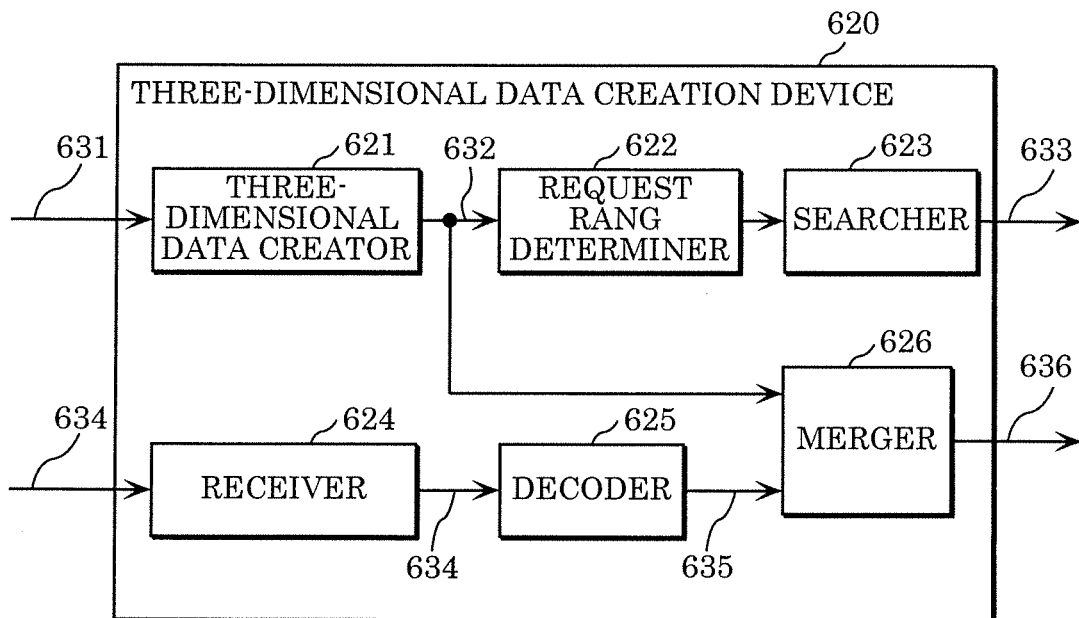 620
THREE-DIMENSIONAL DATA CREATION DEVICE
631
621
632
622
623
633
THREE-
DIMENSIONAL
DATA CREATOR
REQUEST
RANG
DETERMINER
SEARCHER
626
636
634
624
625
MERGER
RECEIVER
DECODER
634
635